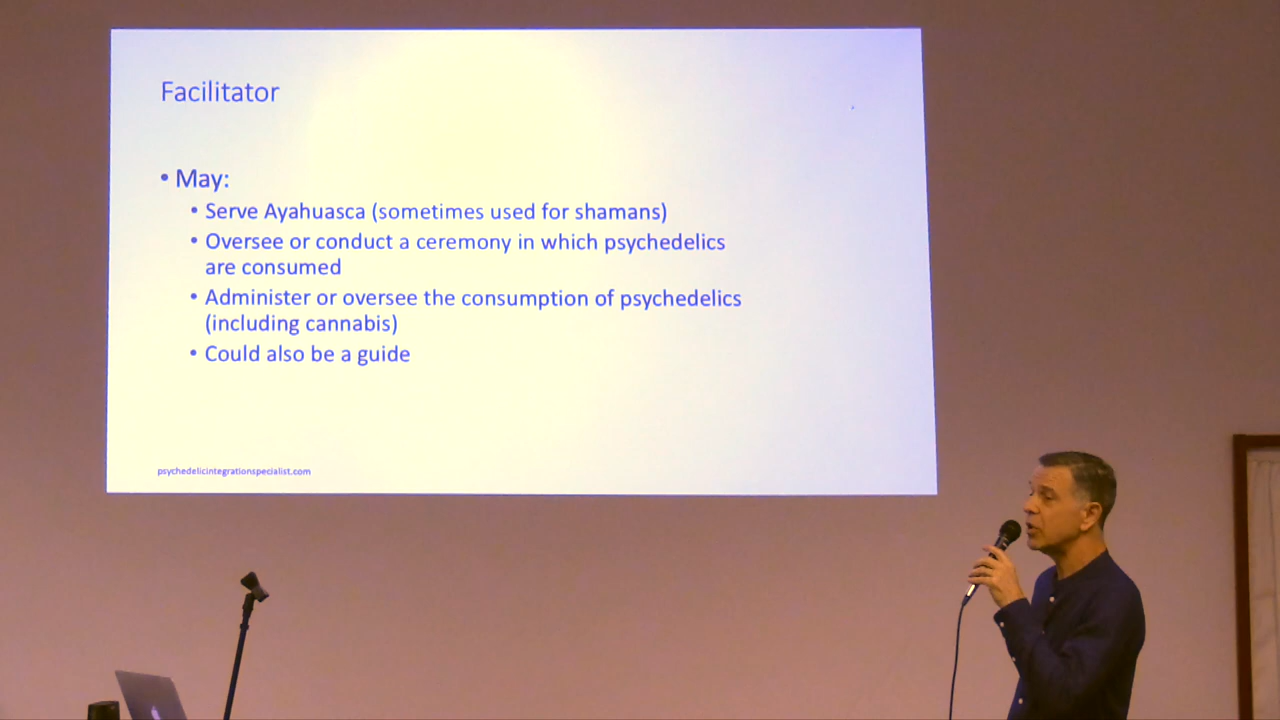 Facilitator
• May:
• Serve Ayahuasca (sometimes used for shamans)
• Oversee or conduct a ceremony in which psychedelics
are consumed
• Administer or oversee the consumption of psychedelics
(including cannabis)
• Could also be a guide
psychedelicintegrationspecialist.com